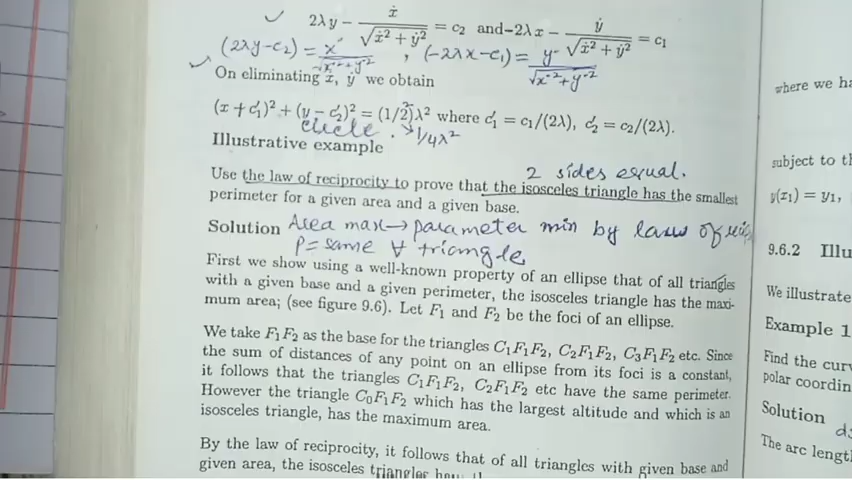 2λy − ẋ/√(ẋ² + ẏ²) = c₂ and −2λx − ẏ/√(ẋ² + ẏ²) = c₁
(2λy−c₂) = x˙/√(x˙² + y˙²) , (−2λx−c₁) = y˙/√(x˙² + y˙²)
On eliminating ẋ, ẏ we obtain
(x + c₁′)² + (y − c₂′)² = (1/2)²λ² where c₁′ = c₁/(2λ), c₂′ = c₂/(2λ).
circle. → 1/4λ²
Illustrative example
2 sides equal.
Use the law of reciprocity to prove that the isosceles triangle has the smallest
perimeter for a given area and a given base.
Solution Area max → parameter min by laws of
P = same ∀ triangle
First we show using a well-known property of an ellipse that of all triangles
with a given base and a given perimeter, the isosceles triangle has the maxi-
mum area; (see figure 9.6). Let F₁ and F₂ be the foci of an ellipse.
We take F₁F₂ as the base for the triangles C₁F₁F₂, C₂F₁F₂, C₃F₁F₂ etc. Since
the sum of distances of any point on an ellipse from its foci is a constant,
it follows that the triangles C₁F₁F₂, C₂F₁F₂ etc have the same perimeter.
However the triangle C₀F₁F₂ which has the largest altitude and which is an
isosceles triangle, has the maximum area.
By the law of reciprocity, it follows that of all triangles with given base and
given area, the isosceles triangles
where we ha
subject to th
y(x₁) = y₁,
9.6.2 Illu
We illustrate
Example 1
Find the curv
polar coordin
Solution
ds
The arc length